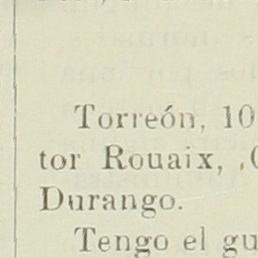 Torreón, 10
tor Rouaix,
Durango.
Tengo el gu